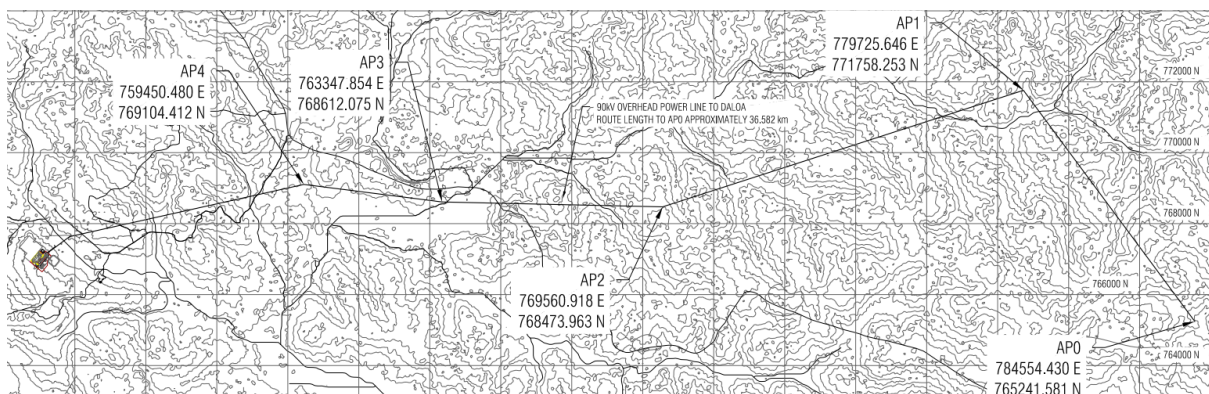 AP1
779725.646 E
771758.253 N
AP3
763347.854 E
768612.075 N
AP4
759450.480 E
769104.412 N
772000 N
90kV OVERHEAD POWER LINE TO DALOA
ROUTE LENGTH TO AP0 APPROXIMATELY 36.582 km
770000 N
768000 N
AP2
769560.918 E
768473.963 N
766000 N
AP0
784554.430 E
765241.581 N
764000 N